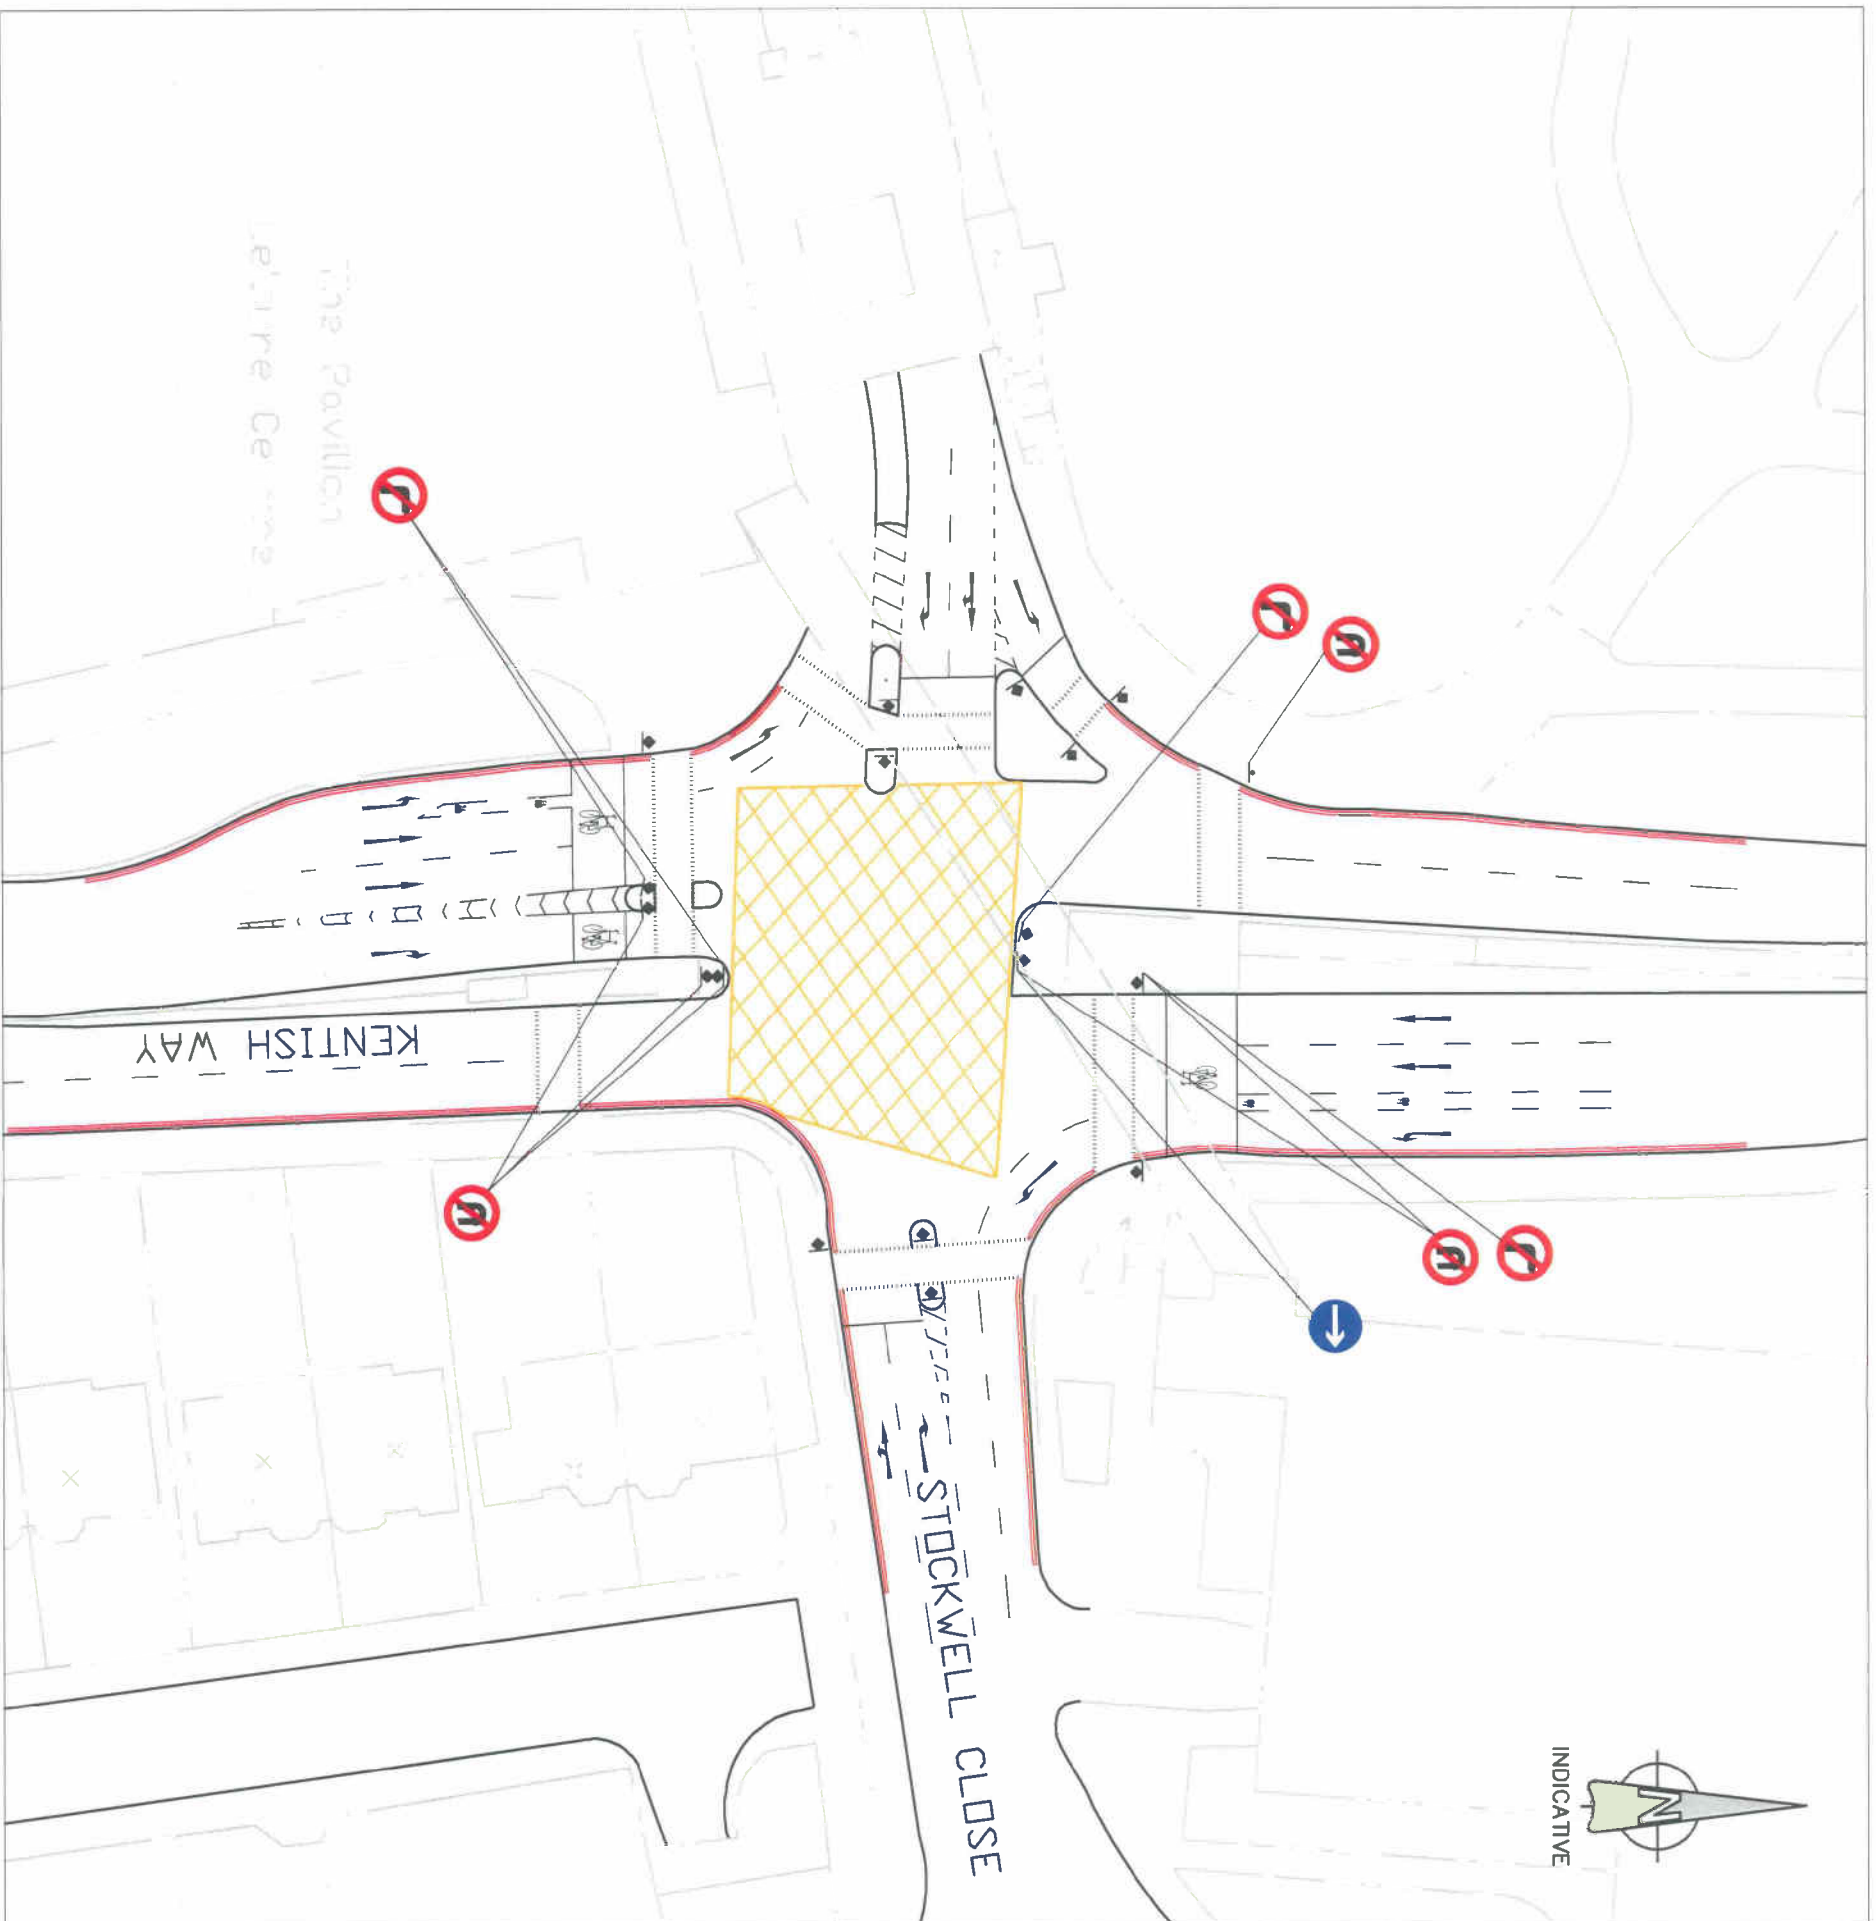 The Pavilion
KENTISH WAY
STOCKWELL CLOSE
N
INDICATIVE